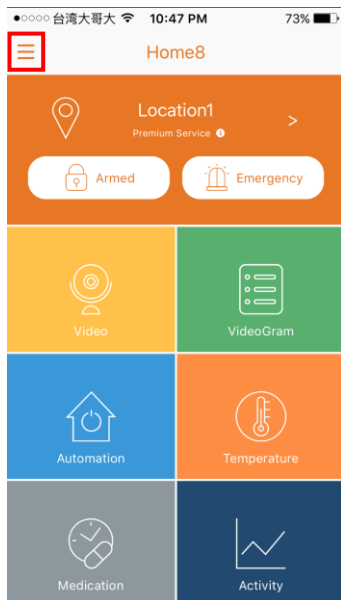 台湾大哥大 10:47 PM 73%
Home8
Location1
Premium Service
Armed Emergency
Video VideoGram
Automation Temperature
Medication Activity